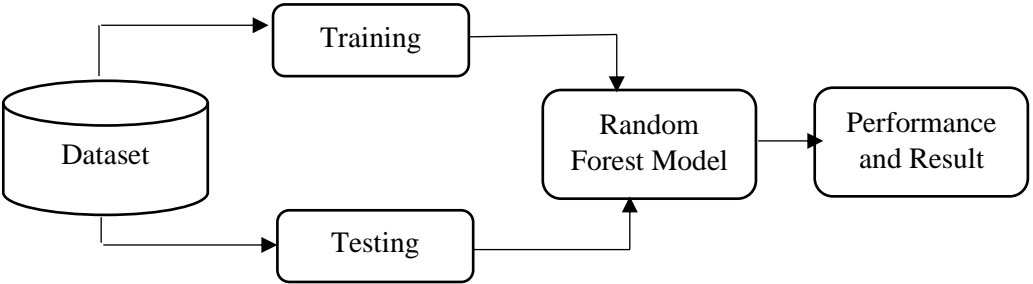 Training
Dataset
Random
Forest Model
Performance
and Result
Testing